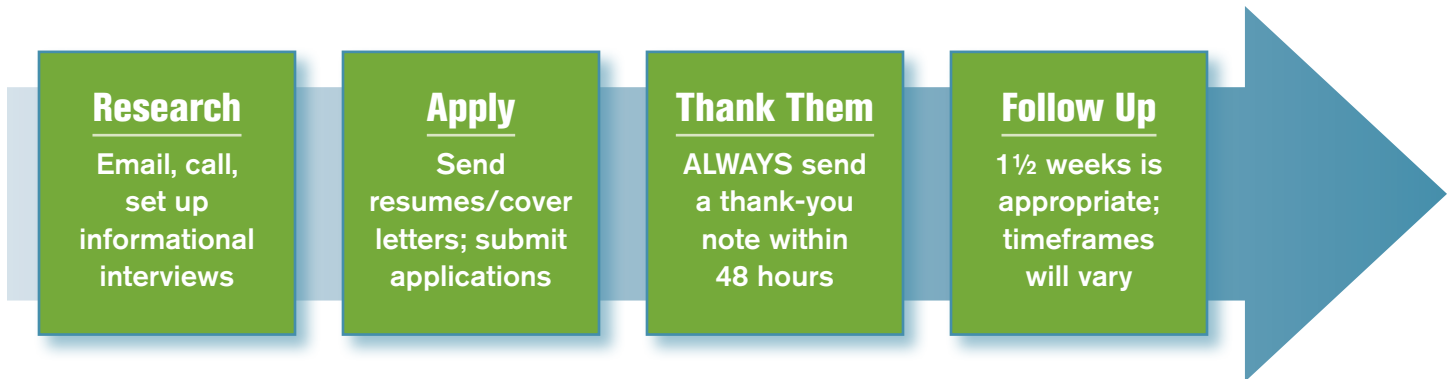 Research
Email, call,
set up
informational
interviews
Apply
Send
resumes/cover
letters; submit
applications
Thank Them
ALWAYS send
a thank-you
note within
48 hours
Follow Up
1½ weeks is
appropriate;
timeframes
will vary